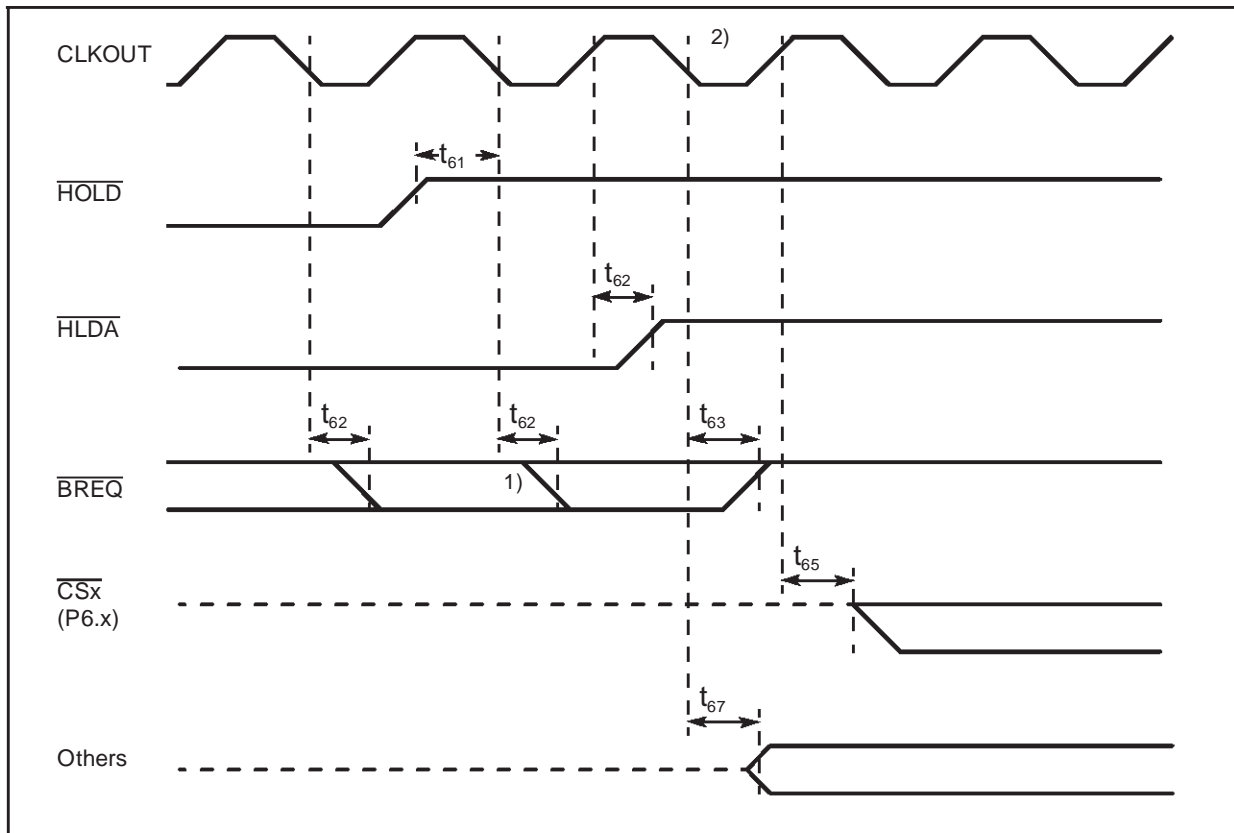 CLKOUT
2)
t61
HOLD
t62
HLDA
t62
t62
t63
BREQ
1)
t65
CSx
(P6.x)
t67
Others